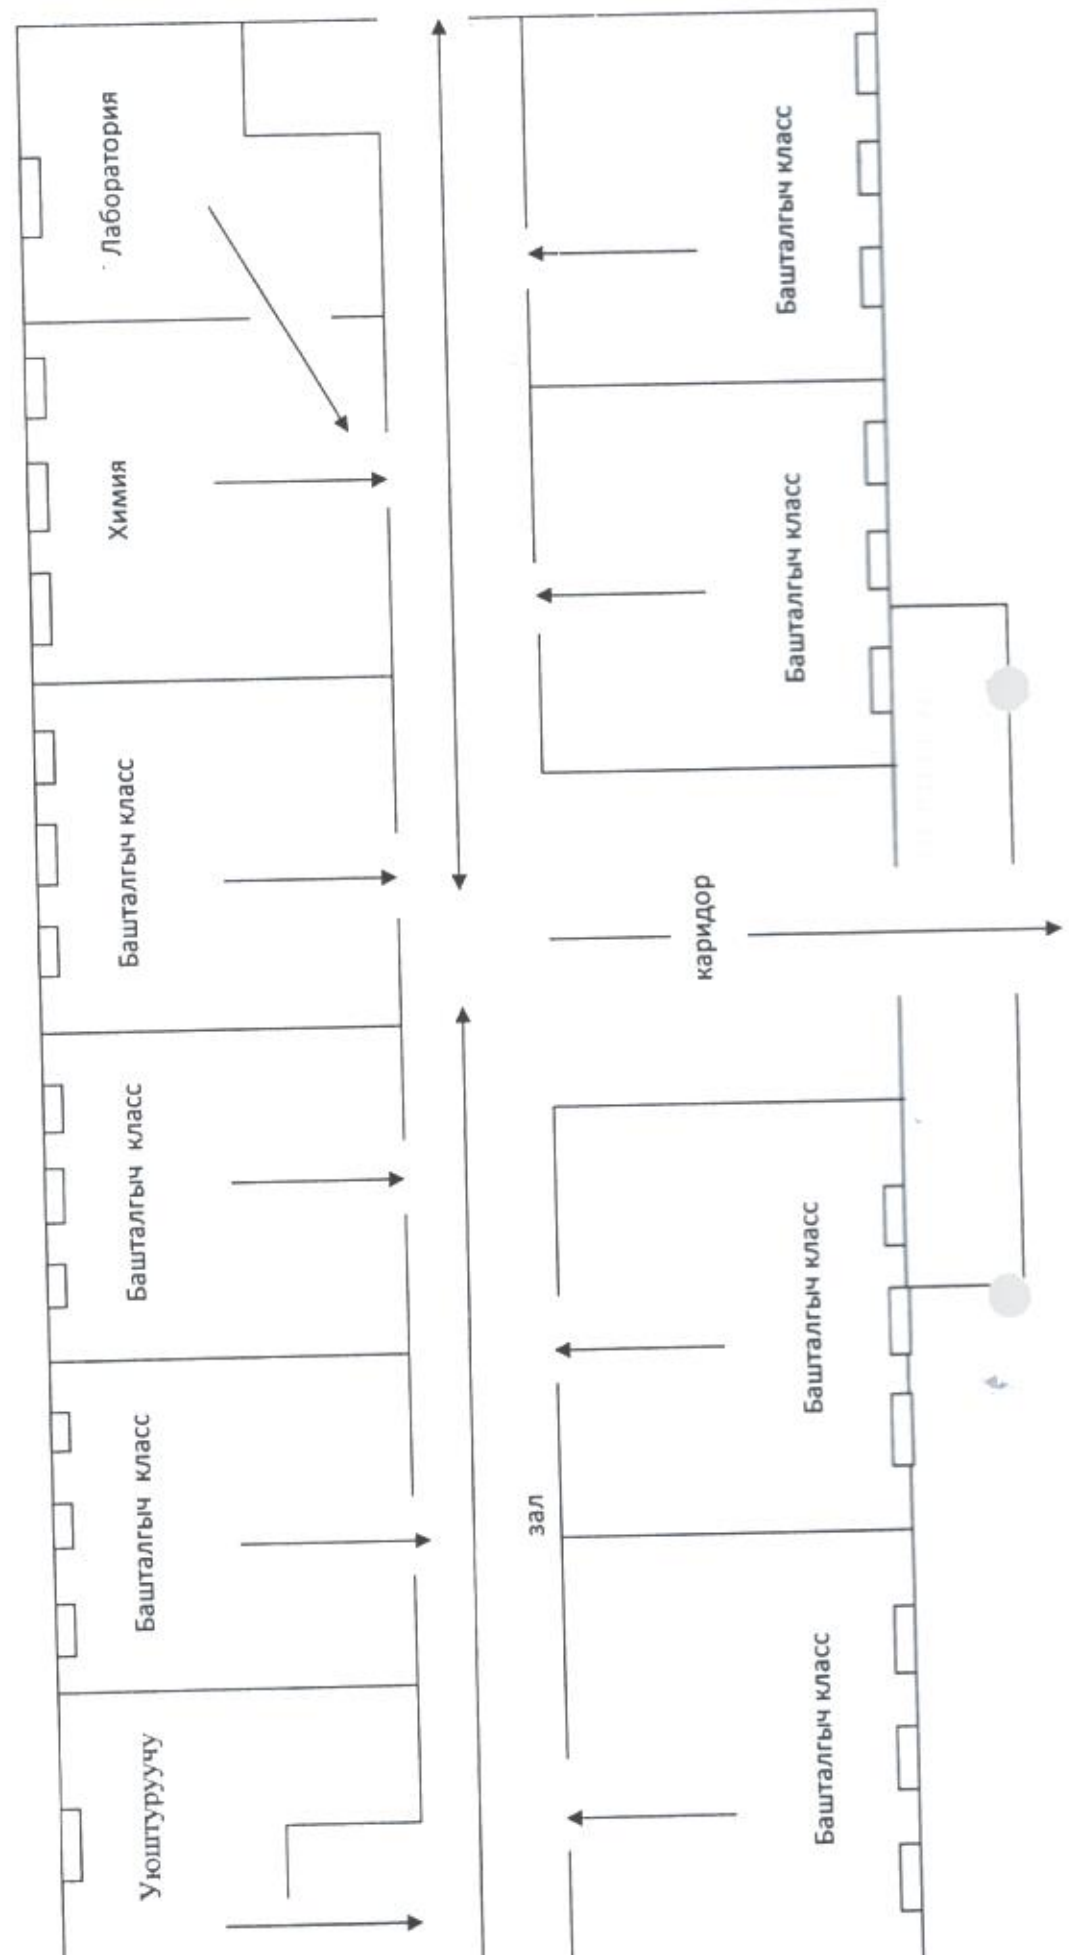 Лаборатория
Химия
Башталгыч класс
Башталгыч класс
Башталгыч класс
Уюштуруучу
Башталгыч класс
Башталгыч класс
каридор
зал
Башталгыч класс
Башталгыч класс